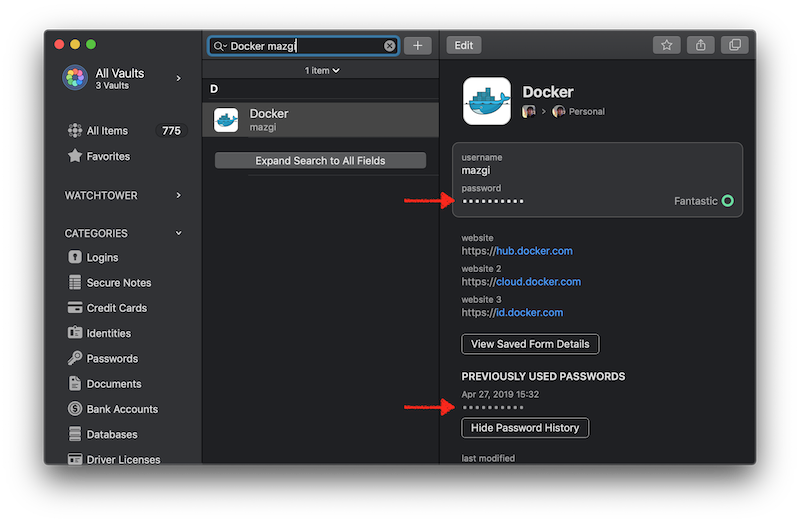 All Vaults
3 Vaults
All Items 775
Favorites
WATCHTOWER
CATEGORIES
Logins
Secure Notes
Credit Cards
Identities
Passwords
Documents
Bank Accounts
Databases
Driver Licenses
Docker mazgi
1 item
D
Docker
mazgi
Expand Search to All Fields
Edit
Docker
Personal
username
mazgi
password
••••••••••
Fantastic
website
https://hub.docker.com
website 2
https://cloud.docker.com
website 3
https://id.docker.com
View Saved Form Details
PREVIOUSLY USED PASSWORDS
Apr 27, 2019 15:32
••••••••••
Hide Password History
last modified